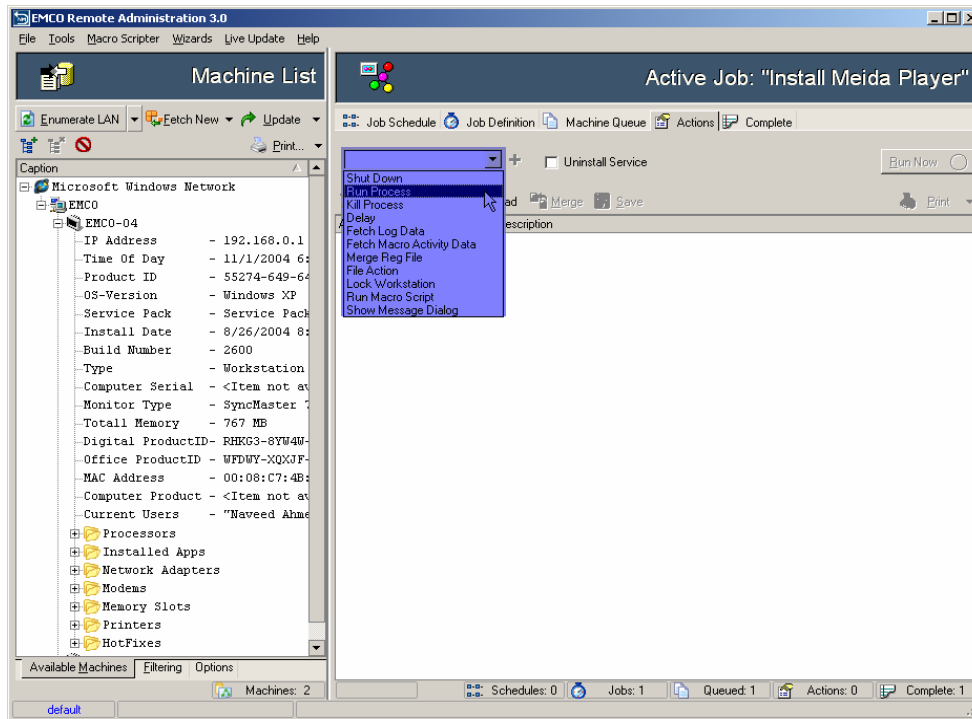 EMCO Remote Administration 3.0
File Tools Macro Scripter Wizards Live Update Help
Machine List
Active Job: "Install Meida Player"
Enumerate LAN Fetch New Update
Print...
Job Schedule Job Definition Machine Queue Actions Complete
Uninstall Service
Run Now
ad Merge Save Print
escription
Shut Down
Run Process
Kill Process
Delay
Fetch Log Data
Fetch Macro Activity Data
Merge Reg File
File Action
Lock Workstation
Run Macro Script
Show Message Dialog
Caption
Microsoft Windows Network
EMCO
EMCO-04
IP Address - 192.168.0.1
Time Of Day - 11/1/2004 6:
Product ID - 55274-649-64
OS-Version - Windows XP
Service Pack - Service Pack
Install Date - 8/26/2004 8:
Build Number - 2600
Type - Workstation
Computer Serial - <Item not av
Monitor Type - SyncMaster 7
Totall Memory - 767 MB
Digital ProductID- RHKG3-8YW4W-
Office ProductID - WFDWY-XQXJF-
MAC Address - 00:08:C7:4B:
Computer Product - <Item not av
Current Users - "Naveed Ahme
Processors
Installed Apps
Network Adapters
Modems
Memory Slots
Printers
HotFixes
Available Machines Filtering Options
Machines: 2
Schedules: 0 Jobs: 1 Queued: 1 Actions: 0 Complete: 1
default